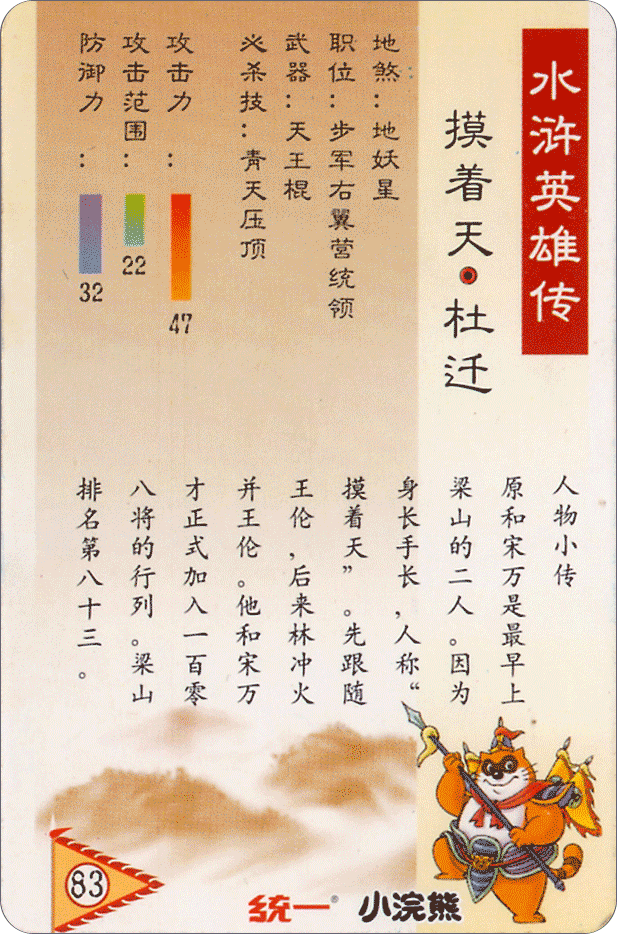 水浒英雄传
摸着天·杜迁
地煞：地妖星
职位：步军右翼营统领
武器：天王棍
必杀技：青天压顶
攻击力：
47
攻击范围：
22
防御力：
32
人物小传
原和宋万是最早上
梁山的二人。因为
身长手长，人称“
摸着天”。先跟随
王伦，后来林冲火
并王伦。他和宋万
才正式加入一百零
八将的行列。梁山
排名第八十三。
83
统一® 小浣熊